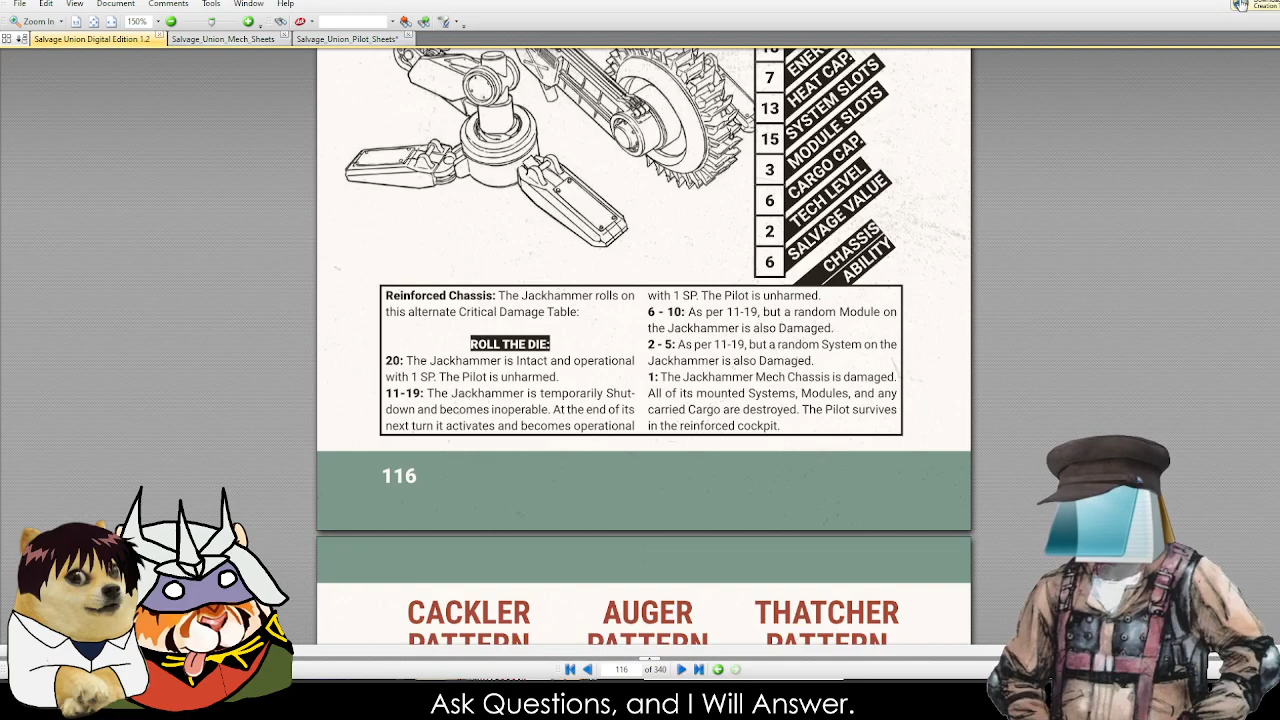 File Edit View Document Comments Tools Window Help
Zoom In 150%
Salvage Union Digital Edition 1.2 Salvage_Union_Mech_Sheets Salvage_Union_Pilot_Sheets*
7 HEAT CAP.
13 SYSTEM SLOTS
15 MODULE SLOTS
3 CARGO CAP.
6 TECH LEVEL
2 SALVAGE VALUE
6 CHASSIS
ABILITY
Reinforced Chassis: The Jackhammer rolls on
this alternate Critical Damage Table:
ROLL THE DIE:
20: The Jackhammer is Intact and operational
with 1 SP. The Pilot is unharmed.
11-19: The Jackhammer is temporarily Shut-
down and becomes inoperable. At the end of its
next turn it activates and becomes operational
with 1 SP. The Pilot is unharmed.
6 - 10: As per 11-19, but a random Module on
the Jackhammer is also Damaged.
2 - 5: As per 11-19, but a random System on the
Jackhammer is also Damaged.
1: The Jackhammer Mech Chassis is damaged.
All of its mounted Systems, Modules, and any
carried Cargo are destroyed. The Pilot survives
in the reinforced cockpit.
116
CACKLER AUGER THATCHER
PATTERN PATTERN PATTERN
116 of 340
Ask Questions, and I Will Answer.